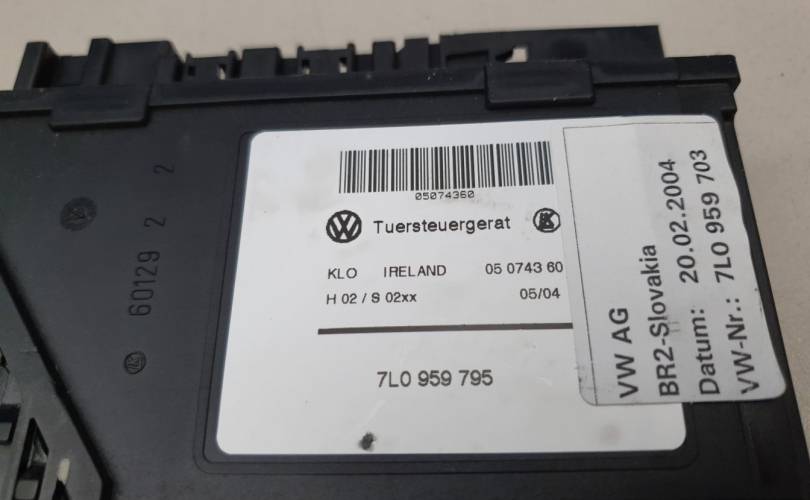 05074360
Tuersteuergerat
KLO IRELAND 05 0743 60
H 02 / S 02xx 05/04
7L0 959 795
VW AG
BR2-Slovakia
Datum: 20.02.2004
VW-Nr.: 7L0 959 703
60129 2 2